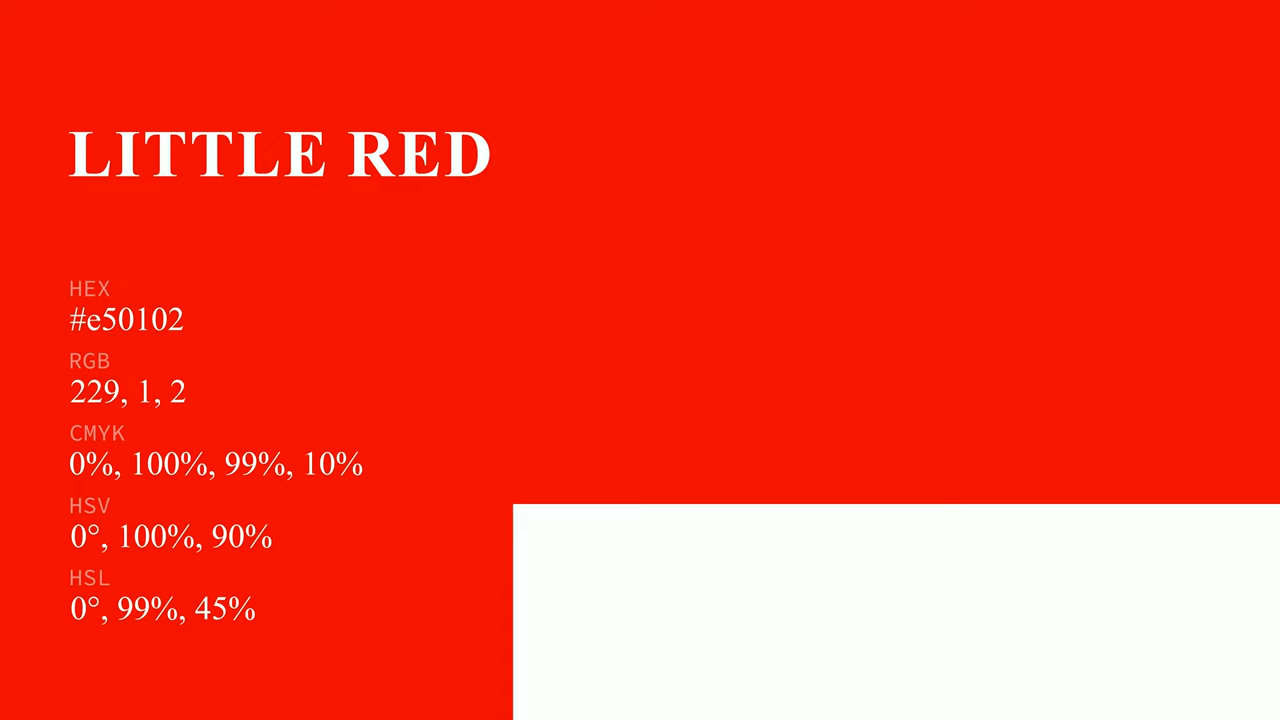 LITTLE RED
HEX
#e50102
RGB
229, 1, 2
CMYK
0%, 100%, 99%, 10%
HSV
0°, 100%, 90%
HSL
0°, 99%, 45%